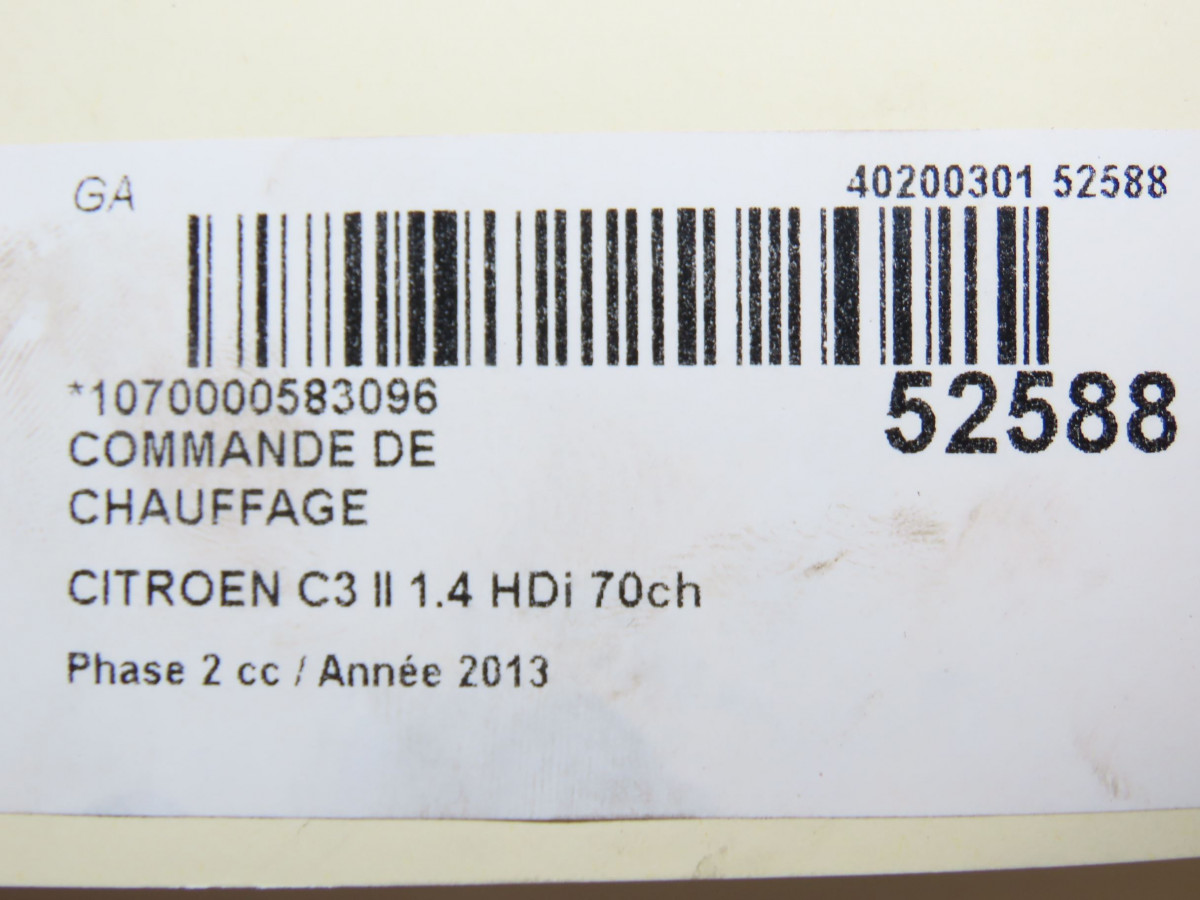 GA
40200301 52588
*1070000583096
52588
COMMANDE DE
CHAUFFAGE
CITROEN C3 II 1.4 HDi 70ch
Phase 2 cc / Année 2013